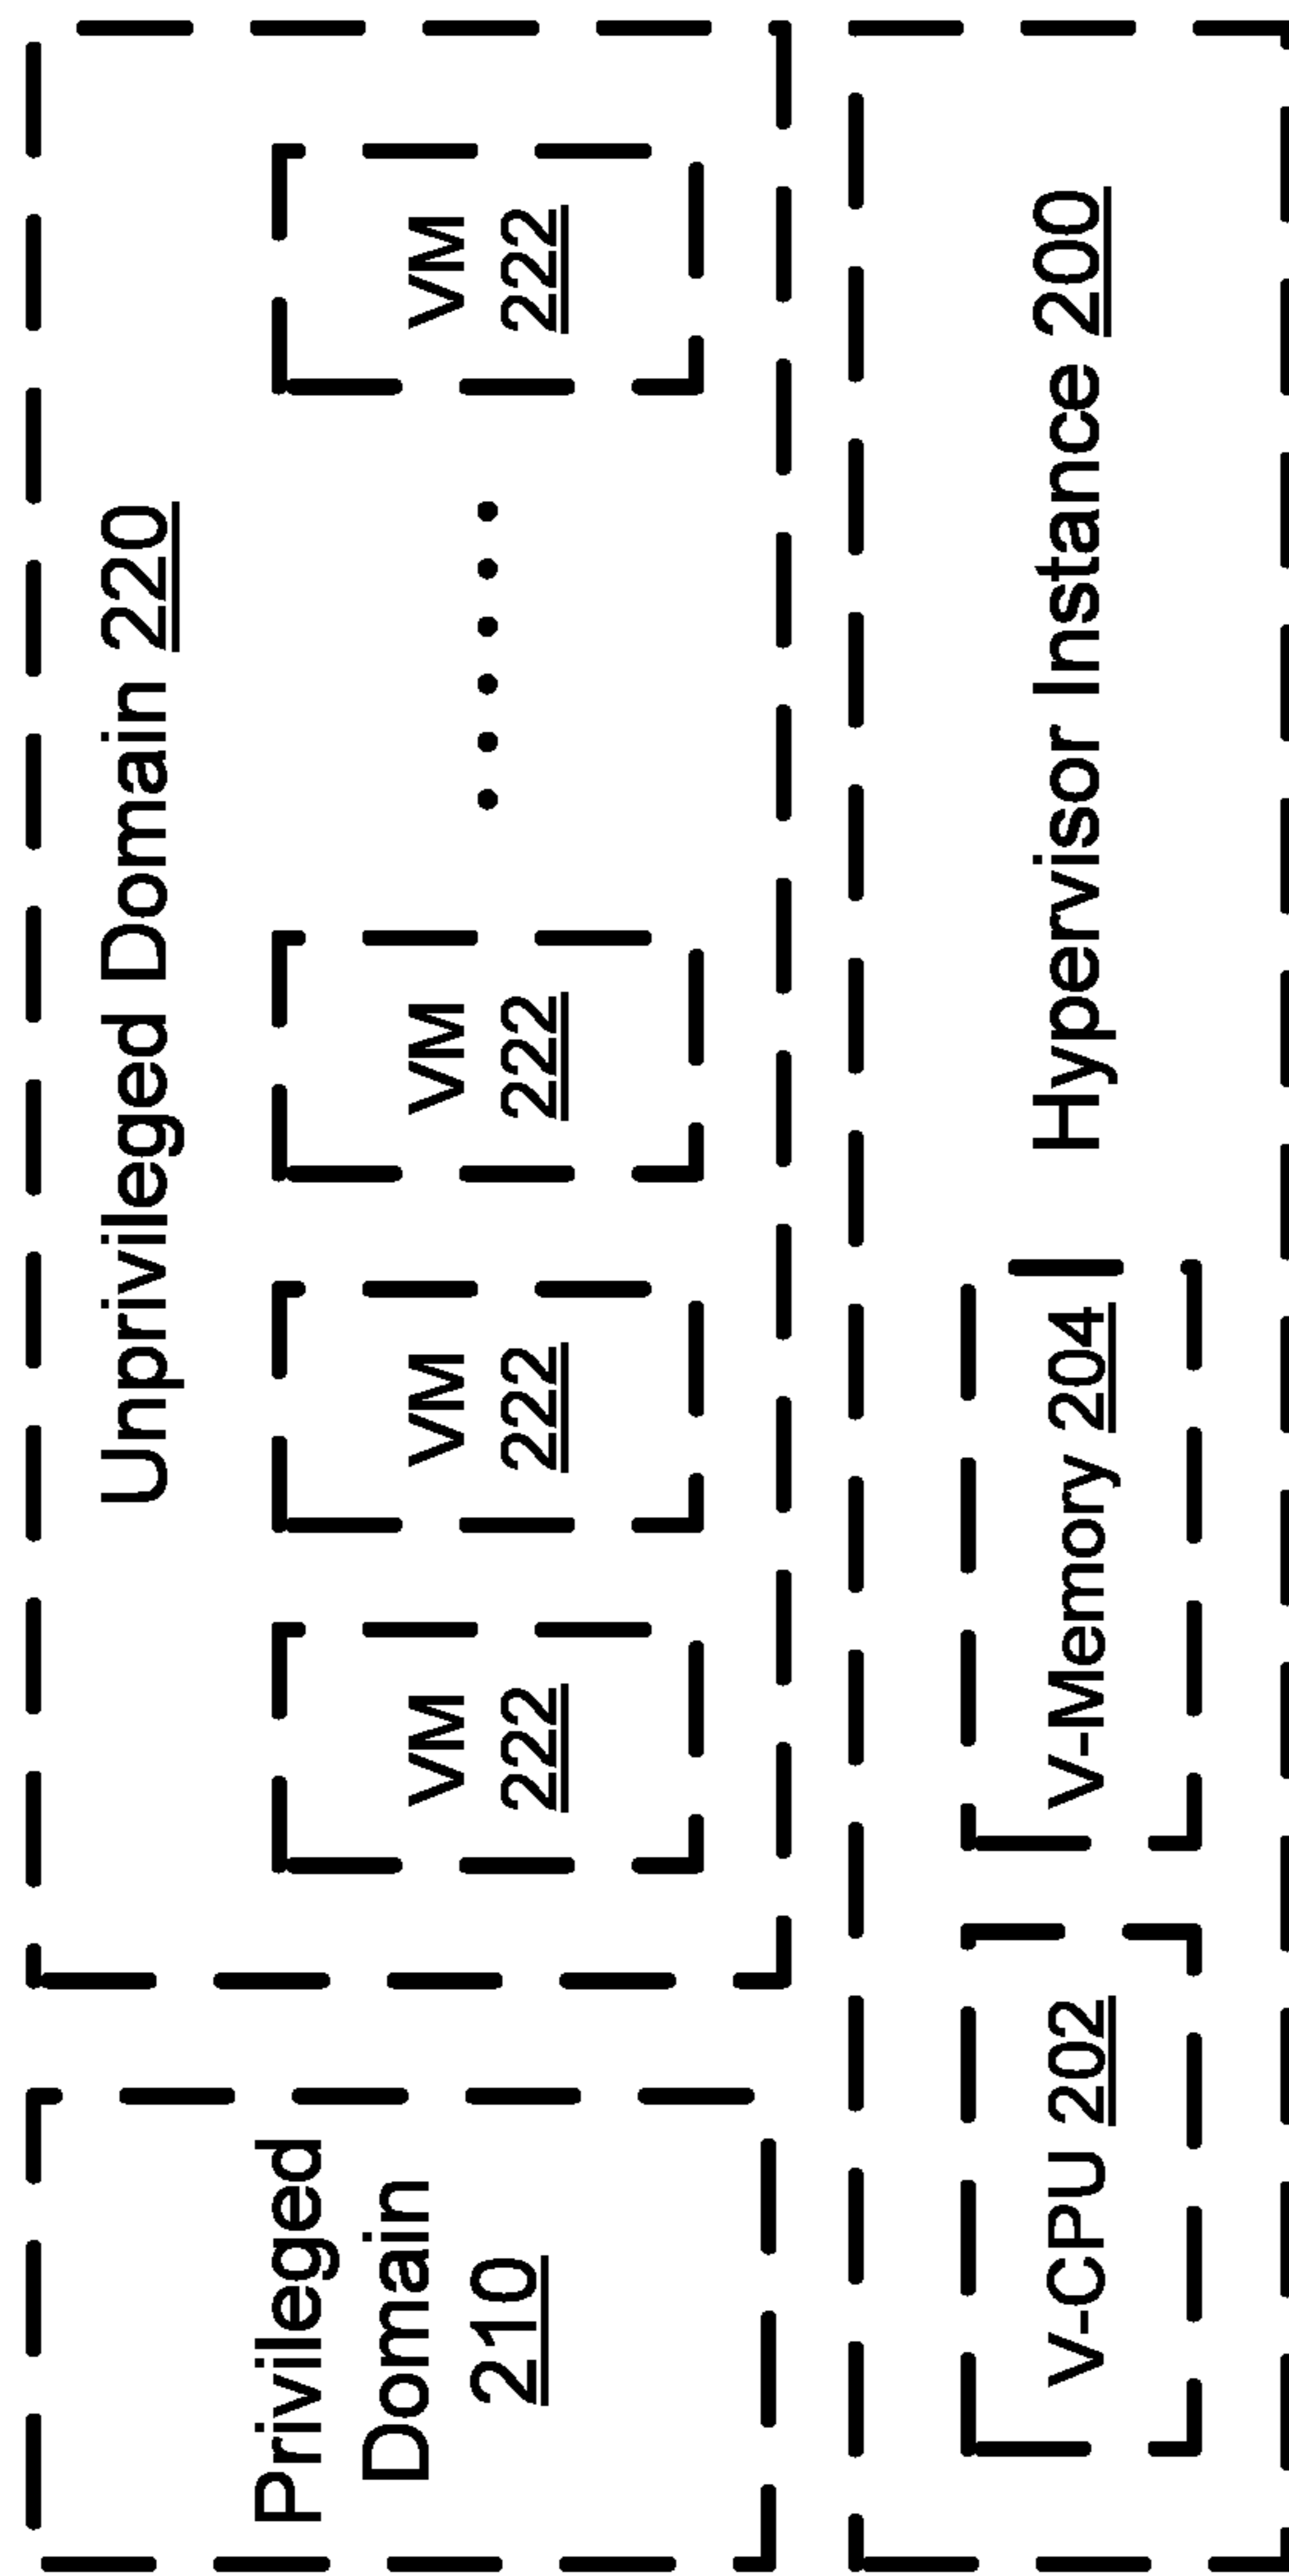 Unprivileged Domain 220
Privileged
Domain
210
VM
222
VM
222
VM
222
VM
222
V-CPU 202
V-Memory 204
Hypervisor Instance 200